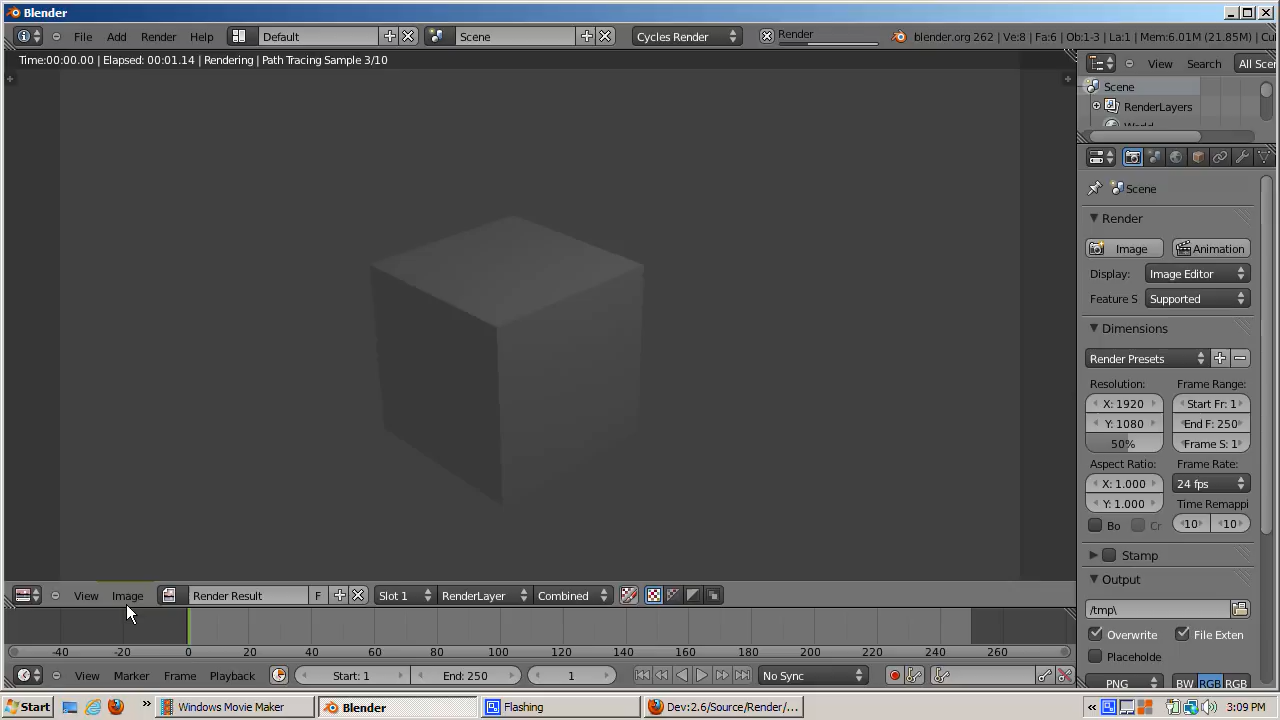 Blender
File Add Render Help Default Scene Cycles Render Render blender.org 262 | Ve:8 | Fa:6 | Ob:1-3 | La:1 | Mem:6.01M (21.85M) | Cu
Time:00:00.00 | Elapsed: 00:01.14 | Rendering | Path Tracing Sample 3/10
View Search All Sce
Scene
RenderLayers
World
Scene
Render
Image Animation
Display: Image Editor
Feature S Supported
Dimensions
Render Presets
Resolution: Frame Range:
X: 1920 Start Fr: 1
Y: 1080 End F: 250
50% Frame S: 1
Aspect Ratio: Frame Rate:
X: 1.000 24 fps
Y: 1.000 Time Remappi
Bo Cr 10 10
Stamp
Output
/tmp\
Overwrite File Exten
Placeholde
PNG BW RGB RGB
View Image Render Result F Slot 1 RenderLayer Combined
-40 -20 0 20 40 60 80 100 120 140 160 180 200 220 240 260
View Marker Frame Playback Start: 1 End: 250 1 No Sync
Start Windows Movie Maker Blender Flashing Dev:2.6/Source/Render/... 3:09 PM